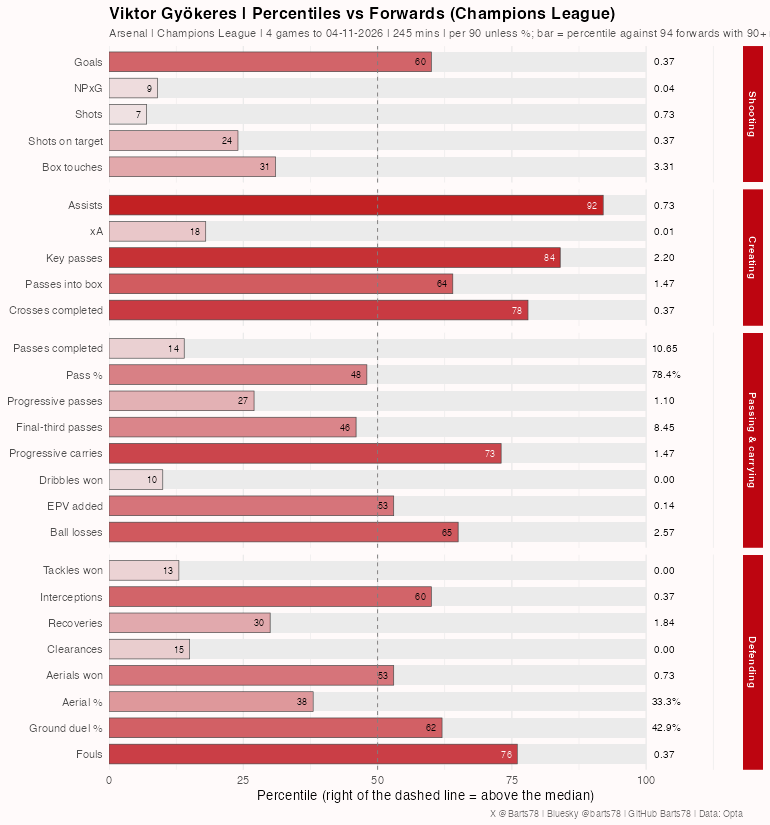 Viktor Gyökeres | Percentiles vs Forwards (Champions League)
Arsenal | Champions League | 4 games to 04-11-2026 | 245 mins | per 90 unless %; bar = percentile against 94 forwards with 90+
Goals 60 0.37
NPxG 9 0.04
Shots 7 0.73
Shots on target 24 0.37
Box touches 31 3.31
Shooting
Assists 92 0.73
xA 18 0.01
Key passes 84 2.20
Passes into box 64 1.47
Crosses completed 78 0.37
Creating
Passes completed 14 10.65
Pass % 48 78.4%
Progressive passes 27 1.10
Final-third passes 46 8.45
Progressive carries 73 1.47
Dribbles won 10 0.00
EPV added 53 0.14
Ball losses 65 2.57
Passing & carrying
Tackles won 13 0.00
Interceptions 60 0.37
Recoveries 30 1.84
Clearances 15 0.00
Aerials won 53 0.73
Aerial % 38 33.3%
Ground duel % 62 42.9%
Fouls 76 0.37
Defending
0 25 50 75 100
Percentile (right of the dashed line = above the median)
X @Barts78 | Bluesky @barts78 | GitHub Barts78 | Data: Opta